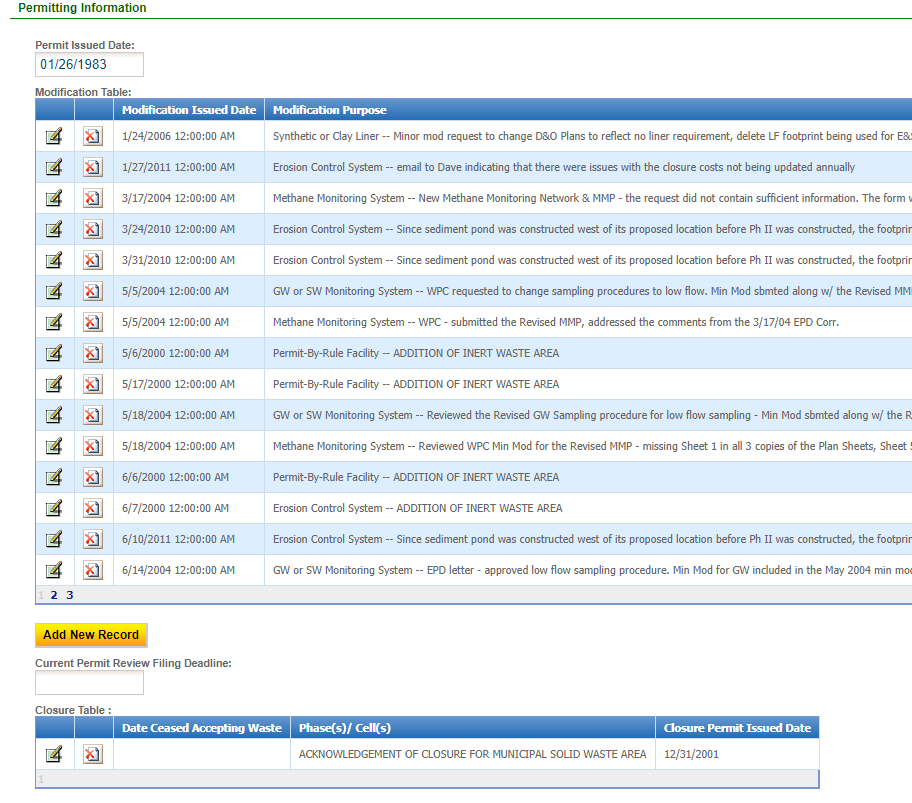 Permitting Information
Permit Issued Date:
01/26/1983
Modification Table:
Modification Issued Date Modification Purpose
1/24/2006 12:00:00 AM Synthetic or Clay Liner -- Minor mod request to change D&O Plans to reflect no liner requirement, delete LF footprint being used for E&S
1/27/2011 12:00:00 AM Erosion Control System -- email to Dave indicating that there were issues with the closure costs not being updated annually
3/17/2004 12:00:00 AM Methane Monitoring System -- New Methane Monitoring Network & MMP - the request did not contain sufficient information. The form w
3/24/2010 12:00:00 AM Erosion Control System -- Since sediment pond was constructed west of its proposed location before Ph II was constructed, the footprin
3/31/2010 12:00:00 AM Erosion Control System -- Since sediment pond was constructed west of its proposed location before Ph II was constructed, the footprin
5/5/2004 12:00:00 AM GW or SW Monitoring System -- WPC requested to change sampling procedures to low flow. Min Mod sbmted along w/ the Revised MMP
5/5/2004 12:00:00 AM Methane Monitoring System -- WPC - submitted the Revised MMP, addressed the comments from the 3/17/04 EPD Corr.
5/6/2000 12:00:00 AM Permit-By-Rule Facility -- ADDITION OF INERT WASTE AREA
5/17/2000 12:00:00 AM Permit-By-Rule Facility -- ADDITION OF INERT WASTE AREA
5/18/2004 12:00:00 AM GW or SW Monitoring System -- Reviewed the Revised GW Sampling procedure for low flow sampling - Min Mod sbmted along w/ the R
5/18/2004 12:00:00 AM Methane Monitoring System -- Reviewed WPC Min Mod for the Revised MMP - missing Sheet 1 in all 3 copies of the Plan Sheets, Sheet 5
6/6/2000 12:00:00 AM Permit-By-Rule Facility -- ADDITION OF INERT WASTE AREA
6/7/2000 12:00:00 AM Erosion Control System -- ADDITION OF INERT WASTE AREA
6/10/2011 12:00:00 AM Erosion Control System -- Since sediment pond was constructed west of its proposed location before Ph II was constructed, the footprin
6/14/2004 12:00:00 AM GW or SW Monitoring System -- EPD letter - approved low flow sampling procedure. Min Mod for GW included in the May 2004 min mod
1 2 3
Add New Record
Current Permit Review Filing Deadline:
Closure Table :
Date Ceased Accepting Waste Phase(s)/ Cell(s) Closure Permit Issued Date
ACKNOWLEDGEMENT OF CLOSURE FOR MUNICIPAL SOLID WASTE AREA 12/31/2001
1